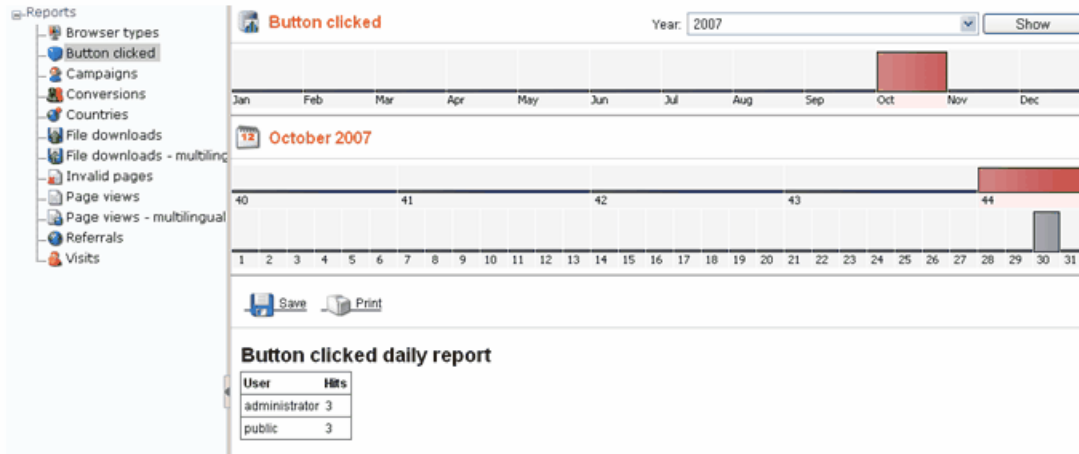 Reports
Browser types
Button clicked
Campaigns
Conversions
Countries
File downloads
File downloads - multiling
Invalid pages
Page views
Page views - multilingual
Referrals
Visits
Button clicked Year: 2007 Show
Jan Feb Mar Apr May Jun Jul Aug Sep Oct Nov Dec
12 October 2007
40 41 42 43 44
1 2 3 4 5 6 7 8 9 10 11 12 13 14 15 16 17 18 19 20 21 22 23 24 25 26 27 28 29 30 31
Save Print
Button clicked daily report
User Hits
administrator 3
public 3